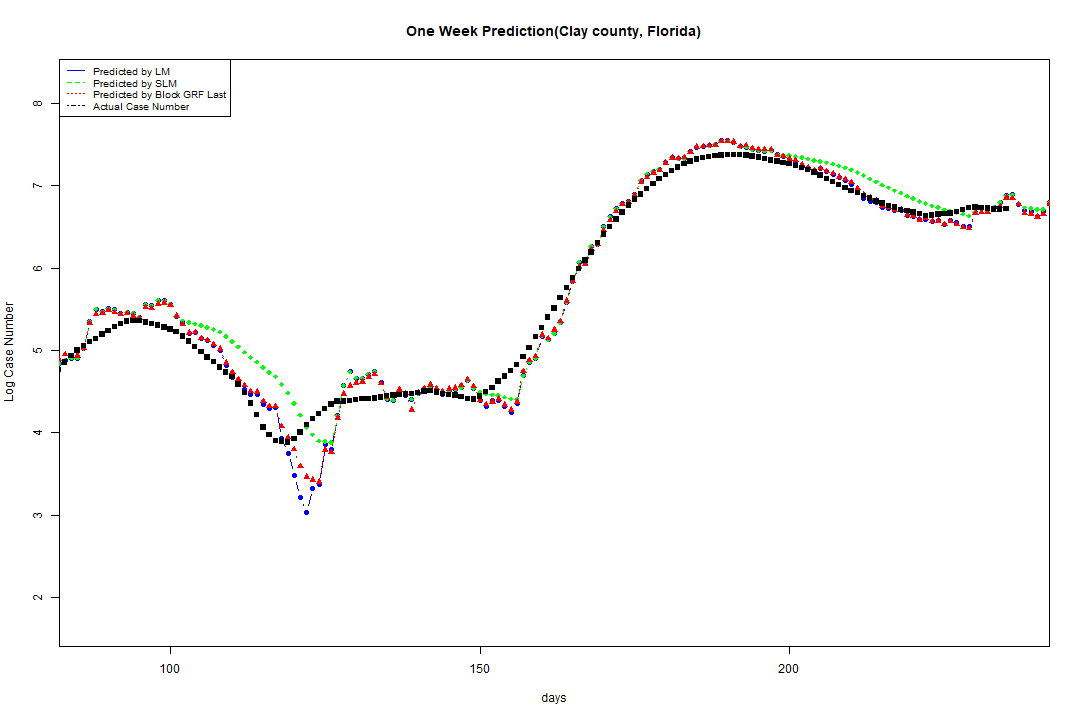 One Week Prediction(Clay county, Florida)
Predicted by LM
Predicted by SLM
Predicted by Block GRF Last
Actual Case Number
8
7
6
5
4
3
2
Log Case Number
100 150 200
days